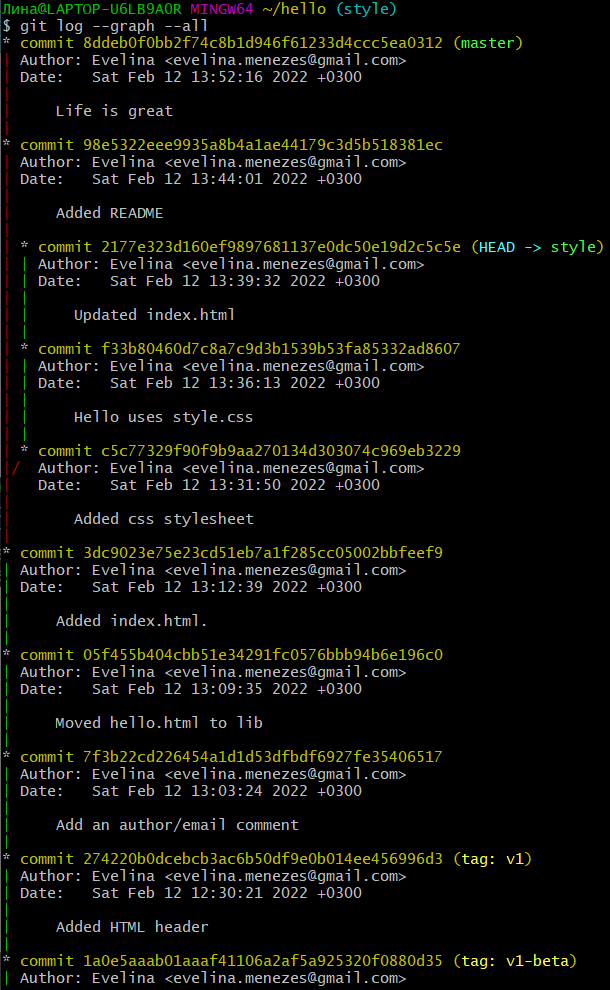 Лина@LAPTOP-U6LB9AOR MINGW64 ~/hello (style)
$ git log --graph --all
* commit 8ddeb0f0bb2f74c8b1d946f61233d4ccc5ea0312 (master)
| Author: Evelina <evelina.menezes@gmail.com>
| Date:   Sat Feb 12 13:52:16 2022 +0300
|
|     Life is great
|
* commit 98e5322eee9935a8b4a1ae44179c3d5b518381ec
| Author: Evelina <evelina.menezes@gmail.com>
| Date:   Sat Feb 12 13:44:01 2022 +0300
|
|     Added README
|
| * commit 2177e323d160ef9897681137e0dc50e19d2c5c5e (HEAD -> style)
| | Author: Evelina <evelina.menezes@gmail.com>
| | Date:   Sat Feb 12 13:39:32 2022 +0300
| |
| |     Updated index.html
| |
| * commit f33b80460d7c8a7c9d3b1539b53fa85332ad8607
| | Author: Evelina <evelina.menezes@gmail.com>
| | Date:   Sat Feb 12 13:36:13 2022 +0300
| |
| |     Hello uses style.css
| |
| * commit c5c77329f90f9b9aa270134d303074c969eb3229
|/  Author: Evelina <evelina.menezes@gmail.com>
|   Date:   Sat Feb 12 13:31:50 2022 +0300
|
|       Added css stylesheet
|
* commit 3dc9023e75e23cd51eb7a1f285cc05002bbfeef9
| Author: Evelina <evelina.menezes@gmail.com>
| Date:   Sat Feb 12 13:12:39 2022 +0300
|
|     Added index.html.
|
* commit 05f455b404cbb51e34291fc0576bbb94b6e196c0
| Author: Evelina <evelina.menezes@gmail.com>
| Date:   Sat Feb 12 13:09:35 2022 +0300
|
|     Moved hello.html to lib
|
* commit 7f3b22cd226454a1d1d53dfbdf6927fe35406517
| Author: Evelina <evelina.menezes@gmail.com>
| Date:   Sat Feb 12 13:03:24 2022 +0300
|
|     Add an author/email comment
|
* commit 274220b0dcebcb3ac6b50df9e0b014ee456996d3 (tag: v1)
| Author: Evelina <evelina.menezes@gmail.com>
| Date:   Sat Feb 12 12:30:21 2022 +0300
|
|     Added HTML header
|
* commit 1a0e5aaab01aaaf41106a2af5a925320f0880d35 (tag: v1-beta)
| Author: Evelina <evelina.menezes@gmail.com>